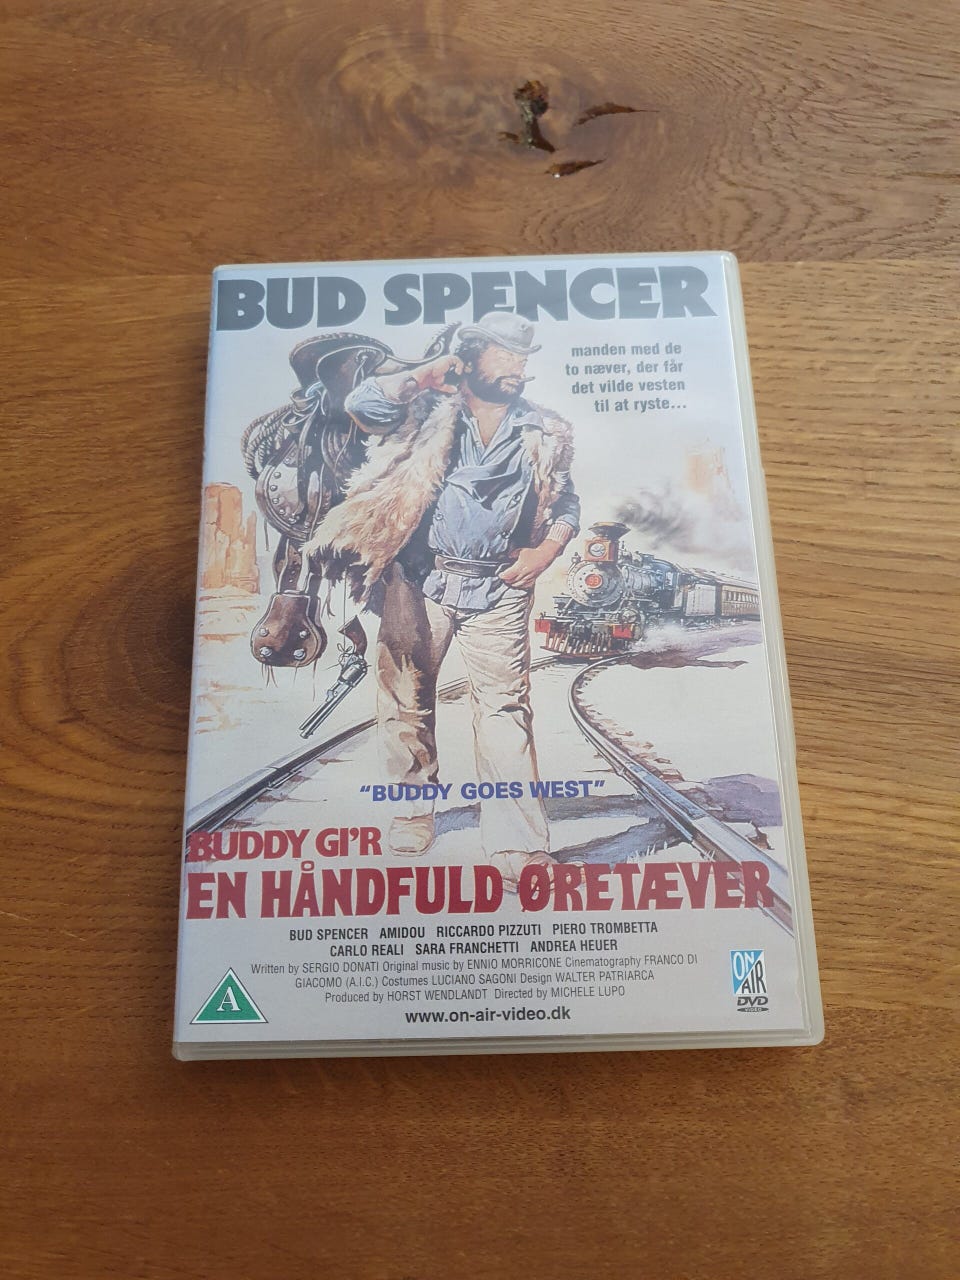 BUD SPENCER
manden med de
to næver, der får
det vilde vesten
til at ryste...
"BUDDY GOES WEST"
BUDDY GI'R
EN HÅNDFULD ØRETÆVER
BUD SPENCER AMIDOU RICCARDO PIZZUTI PIERO TROMBETTA
CARLO REALI SARA FRANCHETTI ANDREA HEUER
Written by SERGIO DONATI Original music by ENNIO MORRICONE Cinematography FRANCO DI
GIACOMO (A.I.C.) Costumes LUCIANO SAGONI Design WALTER PATRIARCA
Produced by HORST WENDLANDT Directed by MICHELE LUPO
www.on-air-video.dk
A
ON
AIR
DVD
VIDEO